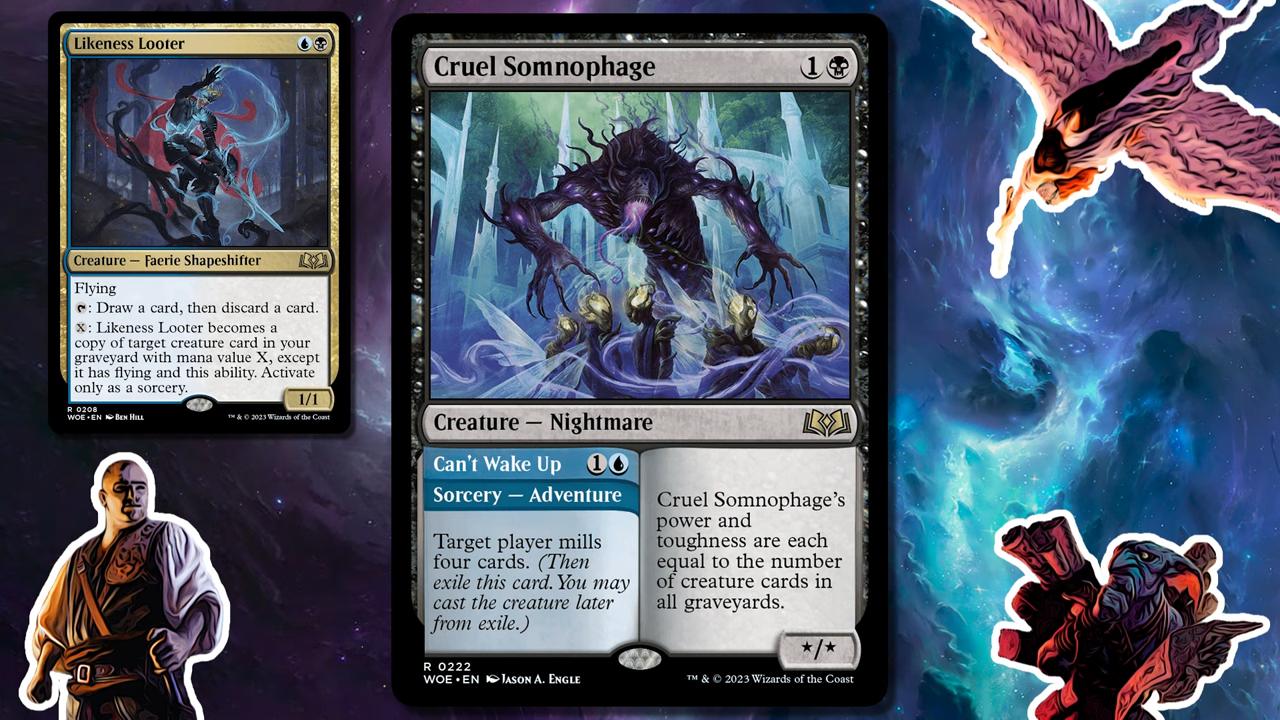 Likeness Looter
Creature — Faerie Shapeshifter
Flying
: Draw a card, then discard a card.
X: Likeness Looter becomes a
copy of target creature card in your
graveyard with mana value X, except
it has flying and this ability. Activate
only as a sorcery.
1/1
R 0208
WOE • EN BEN HILL
™ & © 2023 Wizards of the Coast
Cruel Somnophage 1
Creature — Nightmare
Can't Wake Up 1
Sorcery — Adventure
Target player mills
four cards. (Then
exile this card. You may
cast the creature later
from exile.)
Cruel Somnophage's
power and
toughness are each
equal to the number
of creature cards in
all graveyards.
★/★
R 0222
WOE • EN JASON A. ENGLE
™ & © 2023 Wizards of the Coast